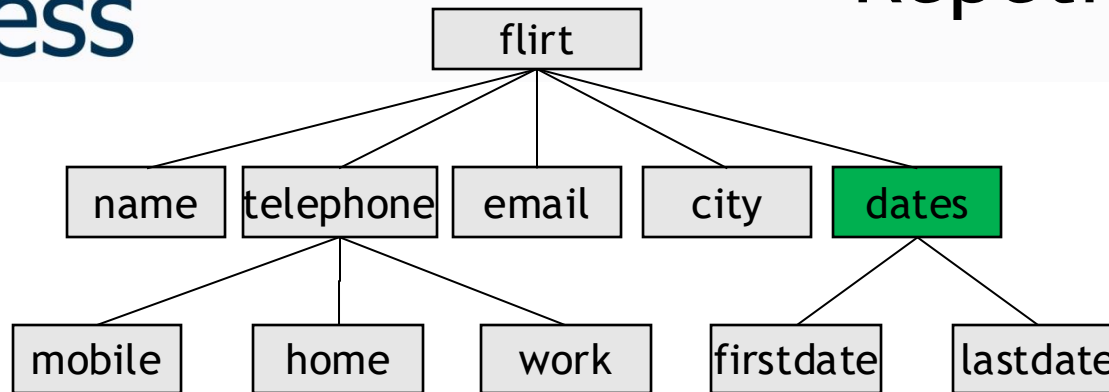 ess
flirt
name telephone email city dates
mobile home work firstdate lastdate